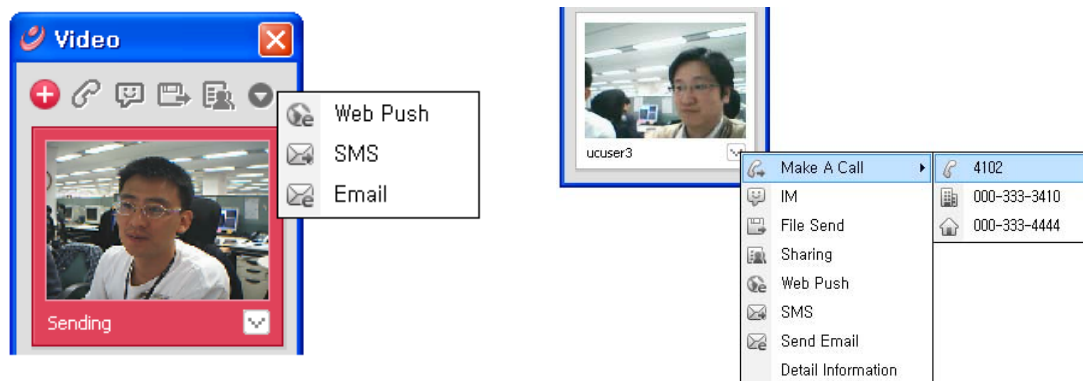 Video
Web Push
SMS
Email
Sending
ucuser3
Make A Call
4102
IM
000-333-3410
File Send
000-333-4444
Sharing
Web Push
SMS
Send Email
Detail Information